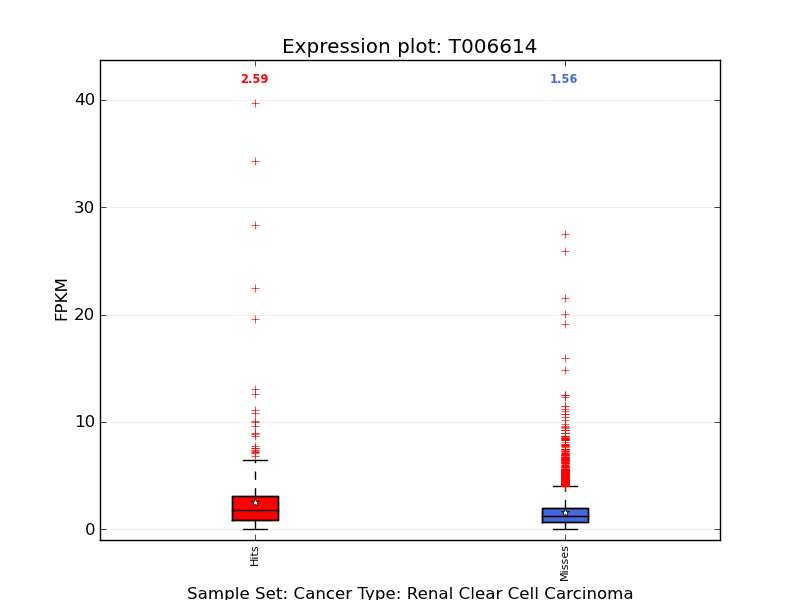 Expression plot: T006614
2.59 1.56
40
30
20
10
0
FPKM
Hits Misses
Sample Set: Cancer Type: Renal Clear Cell Carcinoma